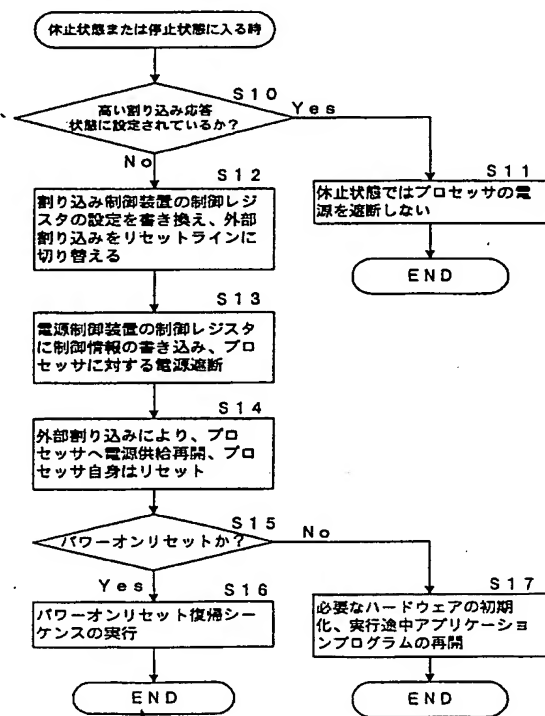 休止状態または停止状態に入る時
S10
高い割り込み応答
状態に設定されているか？
Yes
No
S11
休止状態ではプロセッサの電
源を遮断しない
END
S12
割り込み制御装置の制御レジ
スタの設定を書き換え、外部
割り込みをリセットラインに
切り替える
S13
電源制御装置の制御レジスタ
に制御情報の書き込み、プロ
セッサに対する電源遮断
S14
外部割り込みにより、プロ
セッサへ電源供給再開、プロ
セッサ自身はリセット
S15
パワーオンリセットか？
No
Yes
S16
パワーオンリセット復帰シー
ケンスの実行
END
S17
必要なハードウェアの初期
化、実行途中アプリケーショ
ンプログラムの再開
END